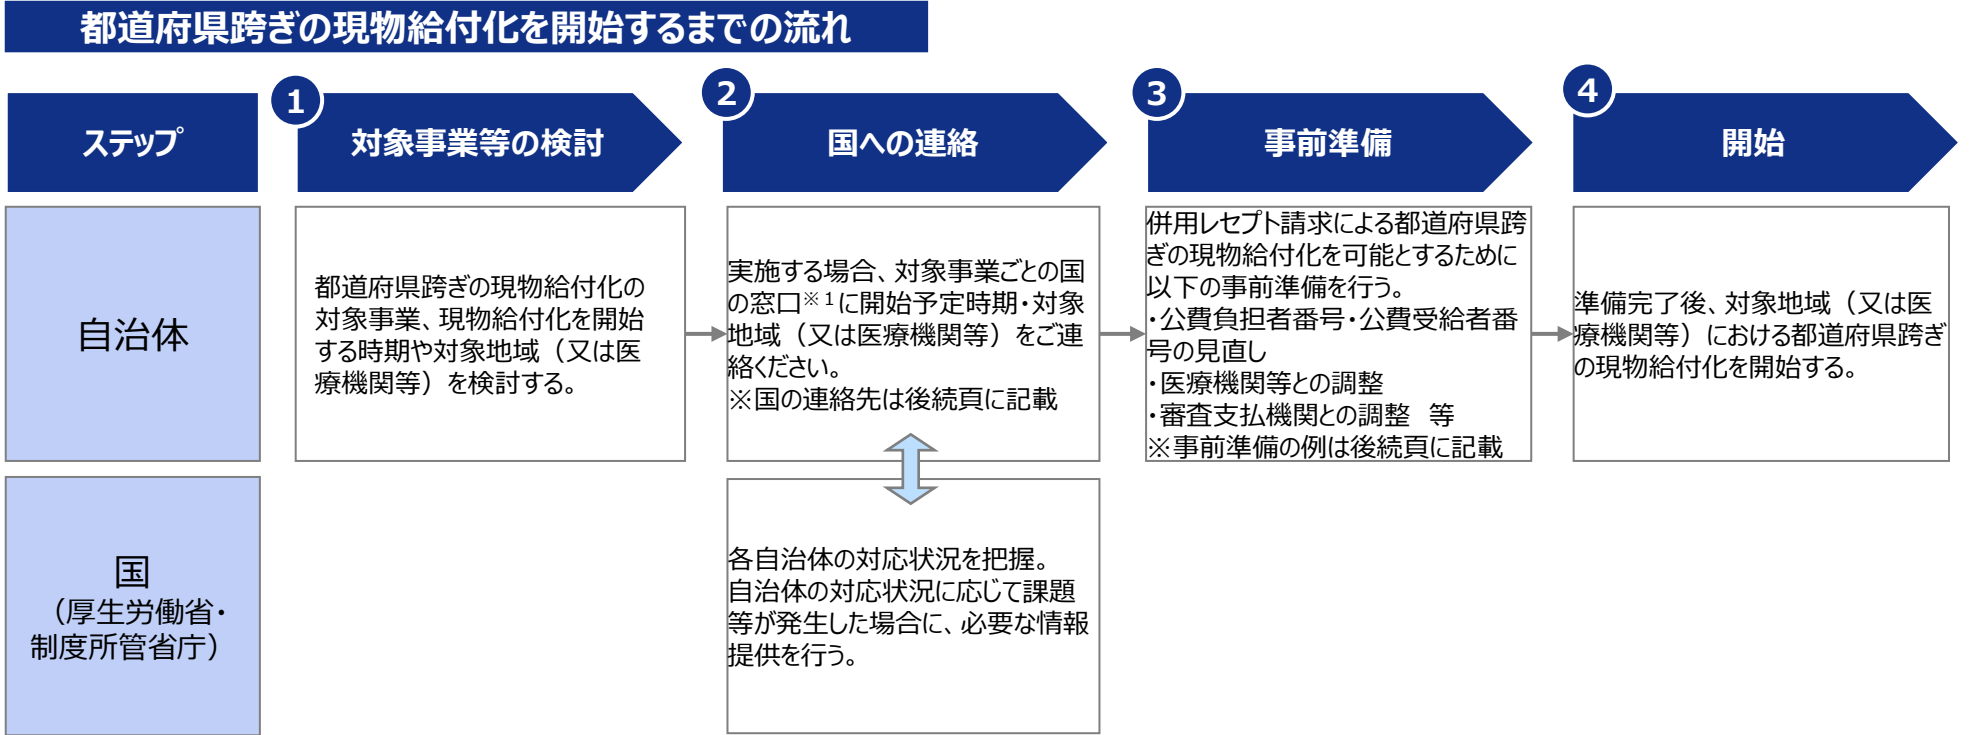 都道府県跨ぎの現物給付化を開始するまでの流れ
ステップ
1
対象事業等の検討
2
国への連絡
3
事前準備
4
開始
自治体
都道府県跨ぎの現物給付化の
対象事業、現物給付化を開始
する時期や対象地域（又は医
療機関等）を検討する。
実施する場合、対象事業ごとの国
の窓口※１に開始予定時期・対象
地域（又は医療機関等）をご連
絡ください。
※国の連絡先は後続頁に記載
併用レセプト請求による都道府県跨
ぎの現物給付化を可能とするために
以下の事前準備を行う。
・公費負担者番号・公費受給者番
号の見直し
・医療機関等との調整
・審査支払機関との調整　等
※事前準備の例は後続頁に記載
準備完了後、対象地域（又は医
療機関等）における都道府県跨ぎ
の現物給付化を開始する。
国
（厚生労働省・
制度所管省庁）
各自治体の対応状況を把握。
自治体の対応状況に応じて課題
等が発生した場合に、必要な情報
提供を行う。